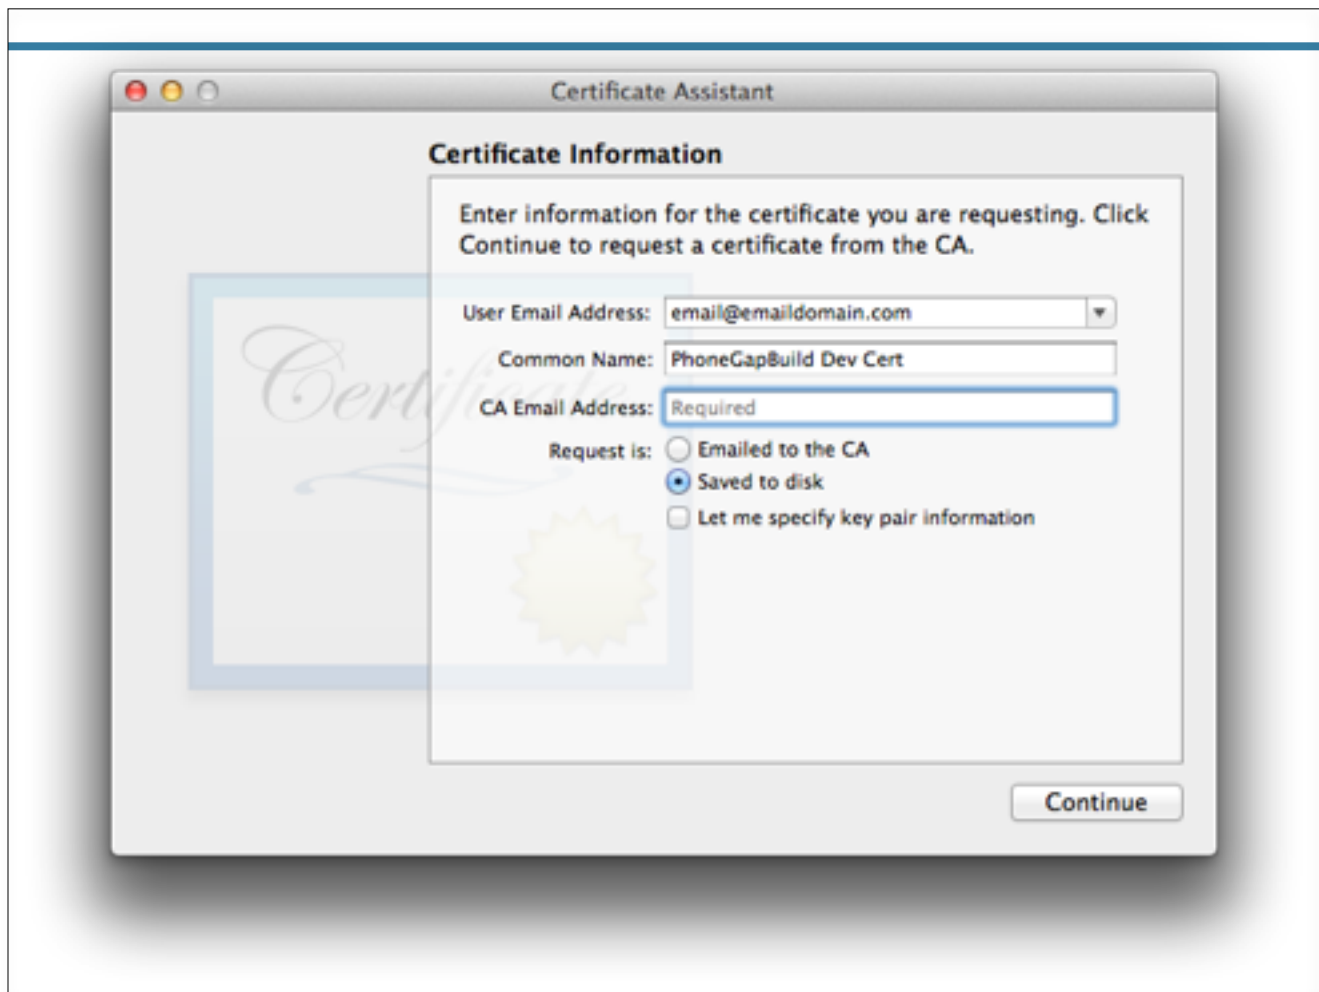 Certificate Assistant
Certificate Information
Enter information for the certificate you are requesting. Click
Continue to request a certificate from the CA.
Certificate
User Email Address: email@emaildomain.com
Common Name: PhoneGapBuild Dev Cert
CA Email Address: Required
Request is: Emailed to the CA
Saved to disk
Let me specify key pair information
Continue